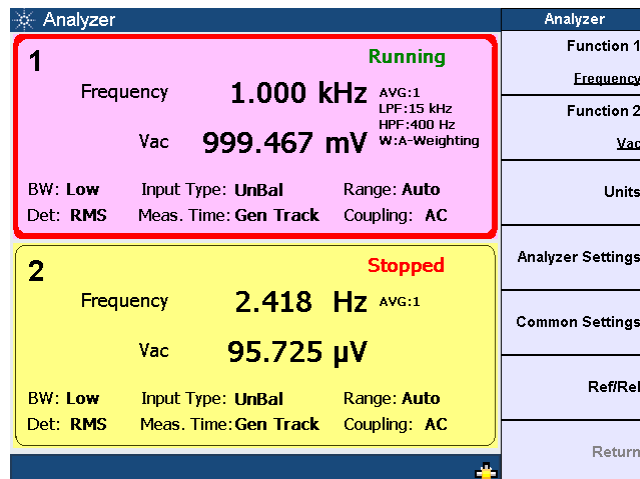 Analyzer
1
Running
Frequency 1.000 kHz
AVG:1
LPF:15 kHz
HPF:400 Hz
W:A-Weighting
Vac 999.467 mV
BW: Low Input Type: UnBal Range: Auto
Det: RMS Meas. Time: Gen Track Coupling: AC
2
Stopped
Frequency 2.418 Hz AVG:1
Vac 95.725 µV
BW: Low Input Type: UnBal Range: Auto
Det: RMS Meas. Time: Gen Track Coupling: AC
Analyzer
Function 1
Frequency
Function 2
Vac
Units
Analyzer Settings
Common Settings
Ref/Rel
Return